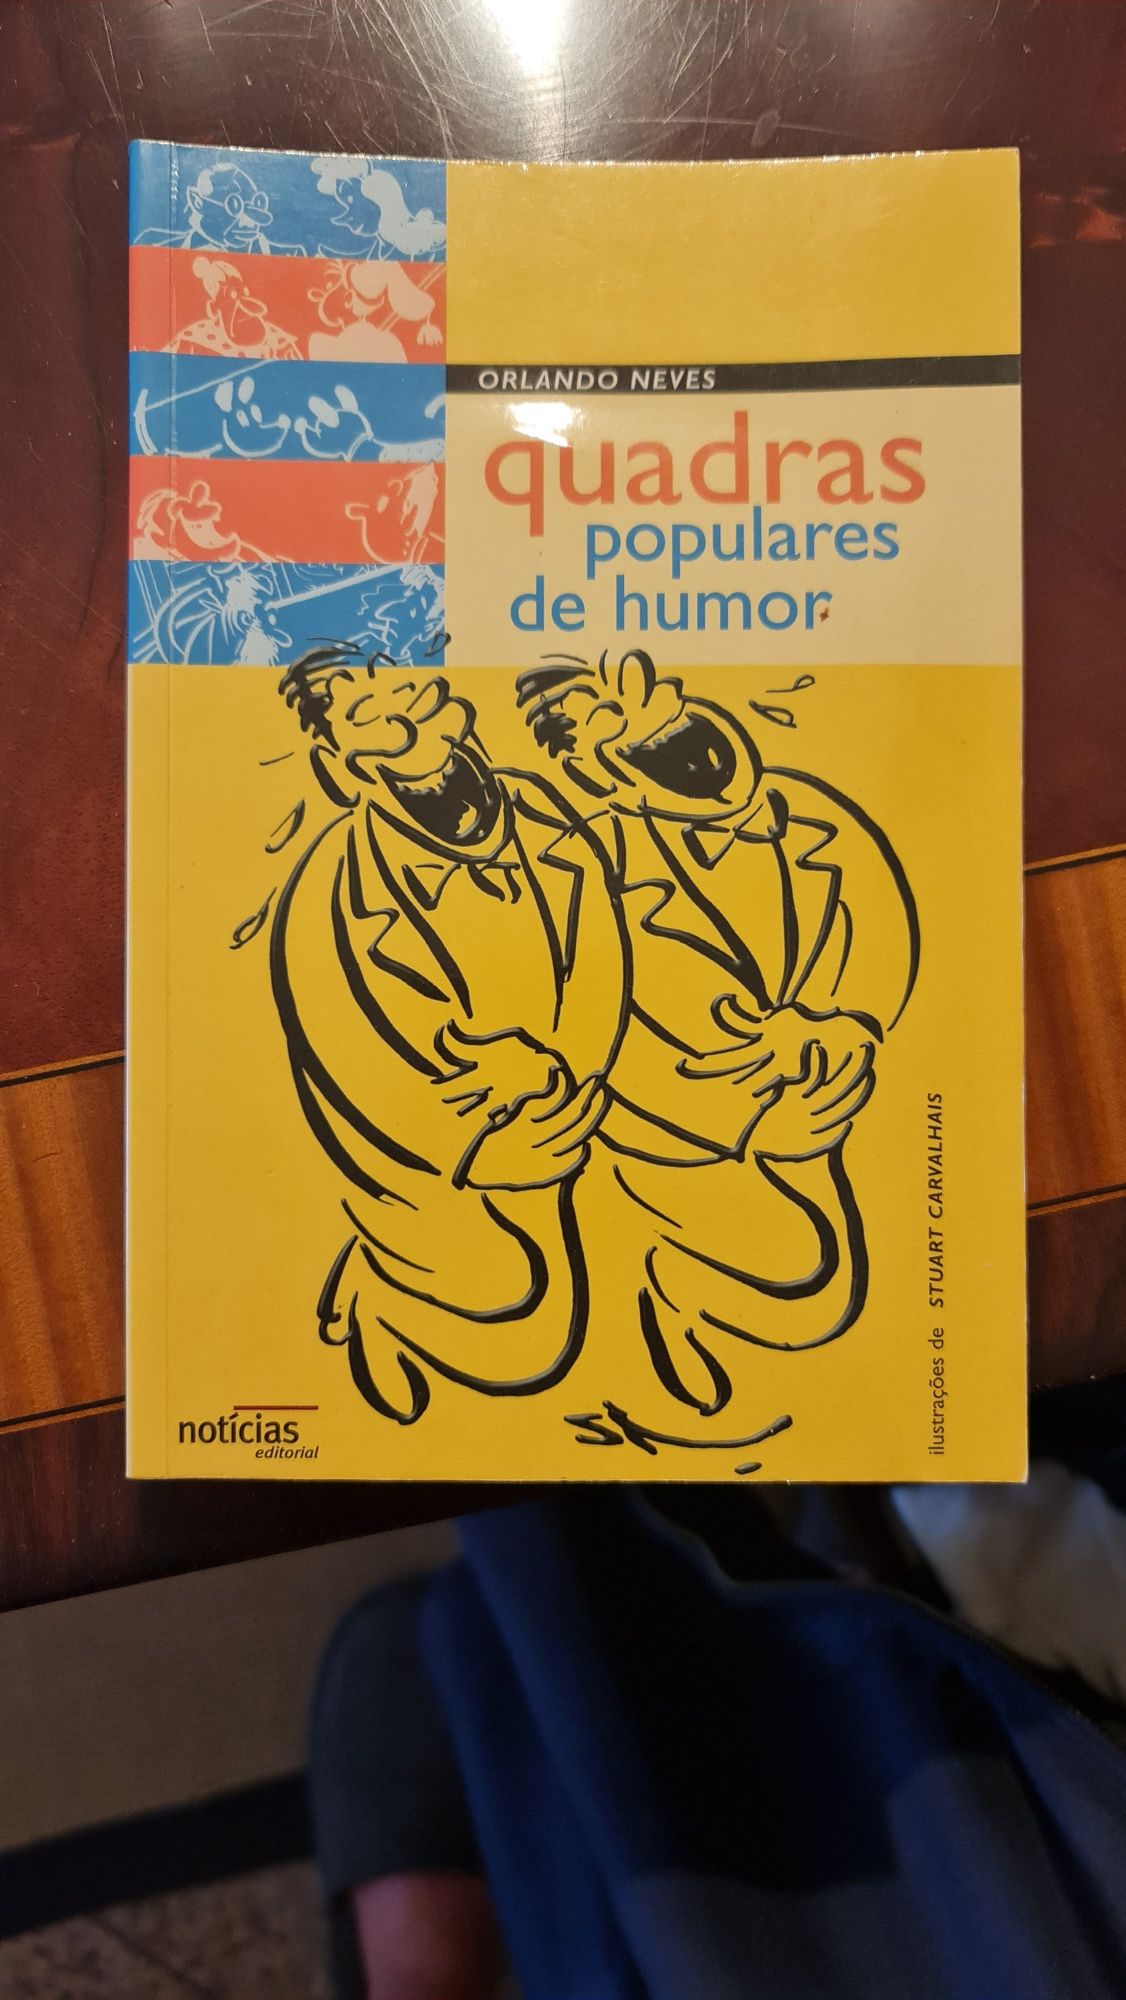 ORLANDO NEVES
quadras
populares
de humor
ilustrações de STUART CARVALHAIS
notícias
editorial